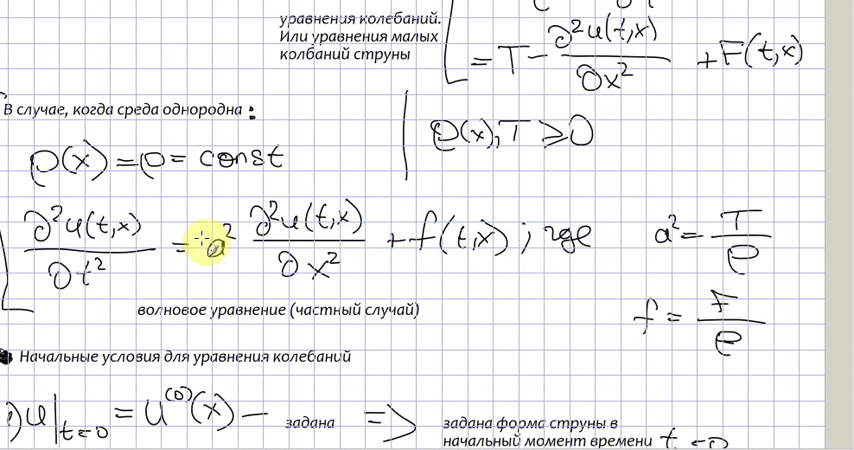 уравнения колебаний.
Или уравнения малых
колбаний струны
= T - ∂²u(t,x) / ∂x² + F(t,x)
В случае, когда среда однородна :
ρ(x), T ≥ 0
ρ(x) = ρ = const
∂²u(t,x) / ∂t² = a² ∂²u(t,x) / ∂x² + f(t,x) ; где a² = T / ρ
волновое уравнение (частный случай)
f = F / ρ
Начальные условия для уравнения колебаний
1) u|t=0 = u⁽⁰⁾(x) — задана => задана форма струны в
начальный момент времени t=0